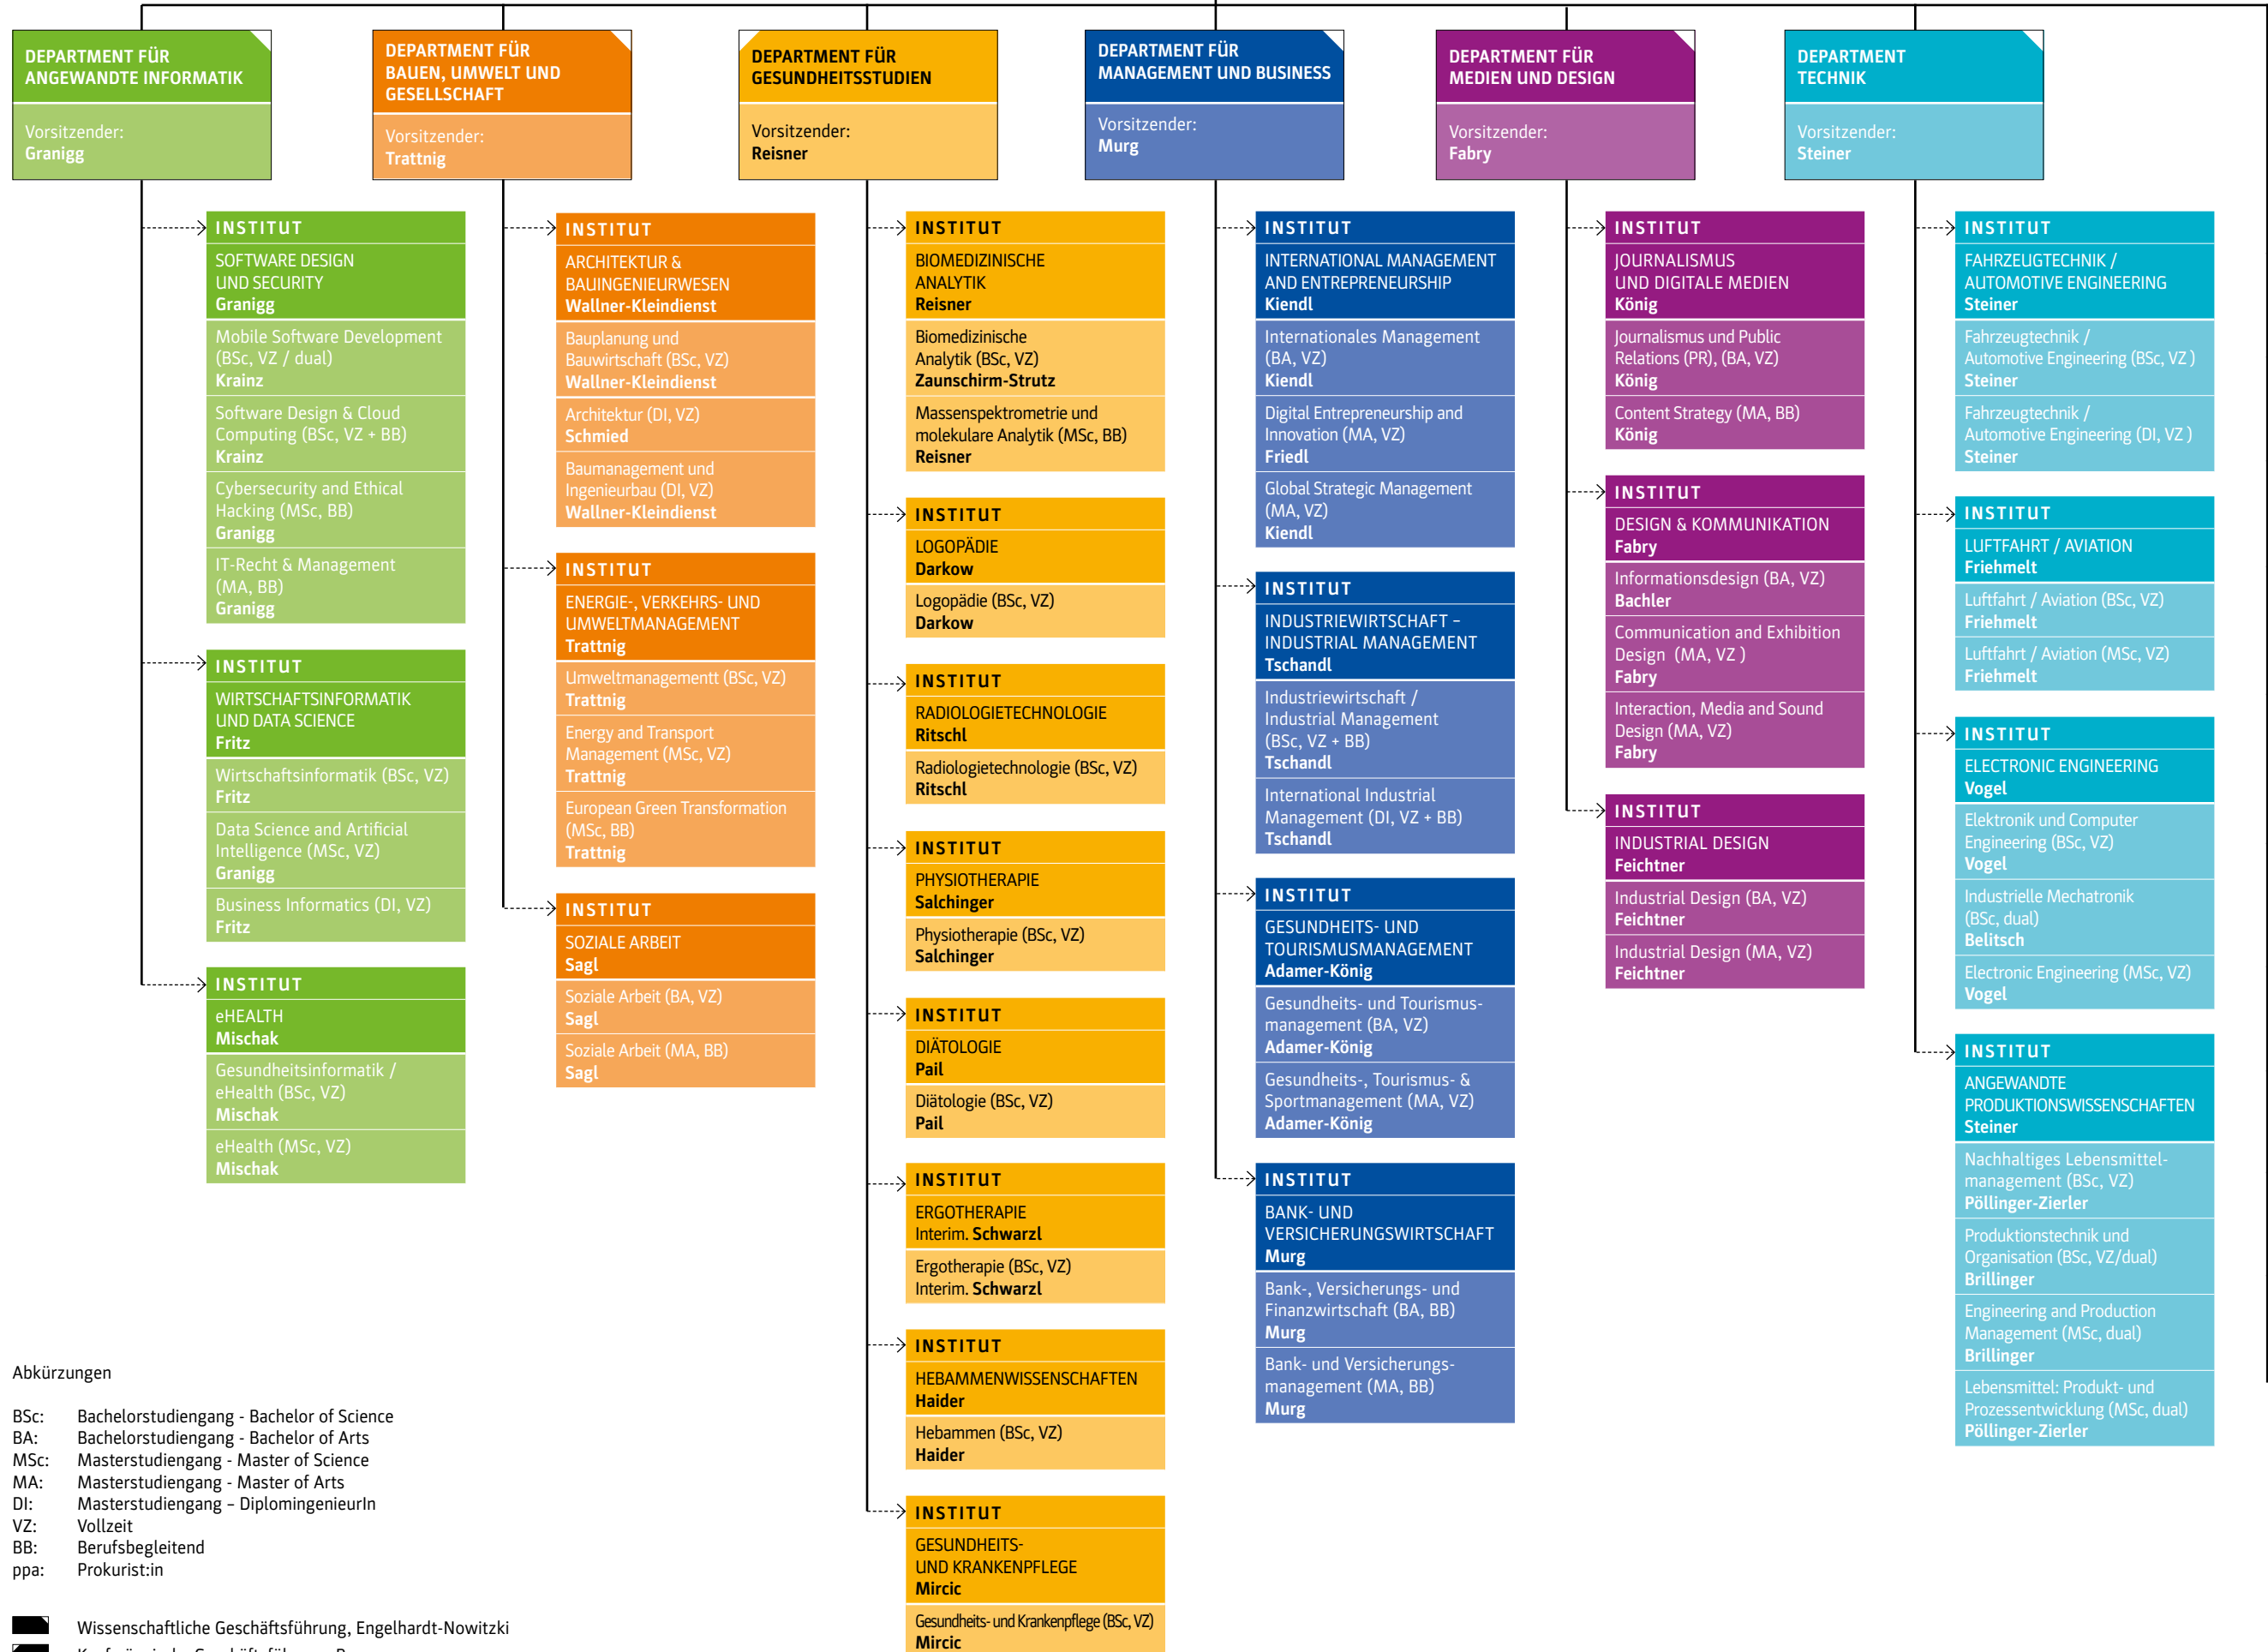 DEPARTMENT FÜR
ANGEWANDTE INFORMATIK
Vorsitzender:
Granigg
INSTITUT
SOFTWARE DESIGN
UND SECURITY
Granigg
Mobile Software Development
(BSc, VZ / dual)
Krainz
Software Design & Cloud
Computing (BSc, VZ + BB)
Krainz
Cybersecurity and Ethical
Hacking (MSc, BB)
Granigg
IT-Recht & Management
(MA, BB)
Granigg
INSTITUT
WIRTSCHAFTSINFORMATIK
UND DATA SCIENCE
Fritz
Wirtschaftsinformatik (BSc, VZ)
Fritz
Data Science and Artificial
Intelligence (MSc, VZ)
Granigg
Business Informatics (DI, VZ)
Fritz
INSTITUT
eHEALTH
Mischak
Gesundheitsinformatik /
eHealth (BSc, VZ)
Mischak
eHealth (MSc, VZ)
Mischak
DEPARTMENT FÜR
BAUEN, UMWELT UND
GESELLSCHAFT
Vorsitzender:
Trattnig
INSTITUT
ARCHITEKTUR &
BAUINGENIEURWESEN
Wallner-Kleindienst
Bauplanung und
Bauwirtschaft (BSc, VZ)
Wallner-Kleindienst
Architektur (DI, VZ)
Schmied
Baumanagement und
Ingenieurbau (DI, VZ)
Wallner-Kleindienst
INSTITUT
ENERGIE-, VERKEHRS- UND
UMWELTMANAGEMENT
Trattnig
Umweltmanagementt (BSc, VZ)
Trattnig
Energy and Transport
Management (MSc, VZ)
Trattnig
European Green Transformation
(MSc, BB)
Trattnig
INSTITUT
SOZIALE ARBEIT
Sagl
Soziale Arbeit (BA, VZ)
Sagl
Soziale Arbeit (MA, BB)
Sagl
DEPARTMENT FÜR
GESUNDHEITSSTUDIEN
Vorsitzender:
Reisner
INSTITUT
BIOMEDIZINISCHE
ANALYTIK
Reisner
Biomedizinische
Analytik (BSc, VZ)
Zaunschirm-Strutz
Massenspektrometrie und
molekulare Analytik (MSc, BB)
Reisner
INSTITUT
LOGOPÄDIE
Darkow
Logopädie (BSc, VZ)
Darkow
INSTITUT
RADIOLOGIETECHNOLOGIE
Ritschl
Radiologietechnologie (BSc, VZ)
Ritschl
INSTITUT
PHYSIOTHERAPIE
Salchinger
Physiotherapie (BSc, VZ)
Salchinger
INSTITUT
DIÄTOLOGIE
Pail
Diätologie (BSc, VZ)
Pail
INSTITUT
ERGOTHERAPIE
Interim. Schwarzl
Ergotherapie (BSc, VZ)
Interim. Schwarzl
INSTITUT
HEBAMMENWISSENSCHAFTEN
Haider
Hebammen (BSc, VZ)
Haider
INSTITUT
GESUNDHEITS-
UND KRANKENPFLEGE
Mircic
Gesundheits- und Krankenpflege (BSc, VZ)
Mircic
DEPARTMENT FÜR
MANAGEMENT UND BUSINESS
Vorsitzender:
Murg
INSTITUT
INTERNATIONAL MANAGEMENT
AND ENTREPRENEURSHIP
Kiendl
Internationales Management
(BA, VZ)
Kiendl
Digital Entrepreneurship and
Innovation (MA, VZ)
Friedl
Global Strategic Management
(MA, VZ)
Kiendl
INSTITUT
INDUSTRIEWIRTSCHAFT –
INDUSTRIAL MANAGEMENT
Tschandl
Industriewirtschaft /
Industrial Management
(BSc, VZ + BB)
Tschandl
International Industrial
Management (DI, VZ + BB)
Tschandl
INSTITUT
GESUNDHEITS- UND
TOURISMUSMANAGEMENT
Adamer-König
Gesundheits- und Tourismus-
management (BA, VZ)
Adamer-König
Gesundheits-, Tourismus- &
Sportmanagement (MA, VZ)
Adamer-König
INSTITUT
BANK- UND
VERSICHERUNGSWIRTSCHAFT
Murg
Bank-, Versicherungs- und
Finanzwirtschaft (BA, BB)
Murg
Bank- und Versicherungs-
management (MA, BB)
Murg
DEPARTMENT FÜR
MEDIEN UND DESIGN
Vorsitzender:
Fabry
INSTITUT
JOURNALISMUS
UND DIGITALE MEDIEN
König
Journalismus und Public
Relations (PR), (BA, VZ)
König
Content Strategy (MA, BB)
König
INSTITUT
DESIGN & KOMMUNIKATION
Fabry
Informationsdesign (BA, VZ)
Bachler
Communication and Exhibition
Design (MA, VZ )
Fabry
Interaction, Media and Sound
Design (MA, VZ)
Fabry
INSTITUT
INDUSTRIAL DESIGN
Feichtner
Industrial Design (BA, VZ)
Feichtner
Industrial Design (MA, VZ)
Feichtner
DEPARTMENT
TECHNIK
Vorsitzender:
Steiner
INSTITUT
FAHRZEUGTECHNIK /
AUTOMOTIVE ENGINEERING
Steiner
Fahrzeugtechnik /
Automotive Engineering (BSc, VZ )
Steiner
Fahrzeugtechnik /
Automotive Engineering (DI, VZ )
Steiner
INSTITUT
LUFTFAHRT / AVIATION
Friehmelt
Luftfahrt / Aviation (BSc, VZ)
Friehmelt
Luftfahrt / Aviation (MSc, VZ)
Friehmelt
INSTITUT
ELECTRONIC ENGINEERING
Vogel
Elektronik und Computer
Engineering (BSc, VZ)
Vogel
Industrielle Mechatronik
(BSc, dual)
Belitsch
Electronic Engineering (MSc, VZ)
Vogel
INSTITUT
ANGEWANDTE
PRODUKTIONSWISSENSCHAFTEN
Steiner
Nachhaltiges Lebensmittel-
management (BSc, VZ)
Pöllinger-Zierler
Produktionstechnik und
Organisation (BSc, VZ/dual)
Brillinger
Engineering and Production
Management (MSc, dual)
Brillinger
Lebensmittel: Produkt- und
Prozessentwicklung (MSc, dual)
Pöllinger-Zierler
Abkürzungen
BSc: Bachelorstudiengang - Bachelor of Science
BA: Bachelorstudiengang - Bachelor of Arts
MSc: Masterstudiengang - Master of Science
MA: Masterstudiengang - Master of Arts
DI: Masterstudiengang – DiplomingenieurIn
VZ: Vollzeit
BB: Berufsbegleitend
ppa: Prokurist:in
Wissenschaftliche Geschäftsführung, Engelhardt-Nowitzki